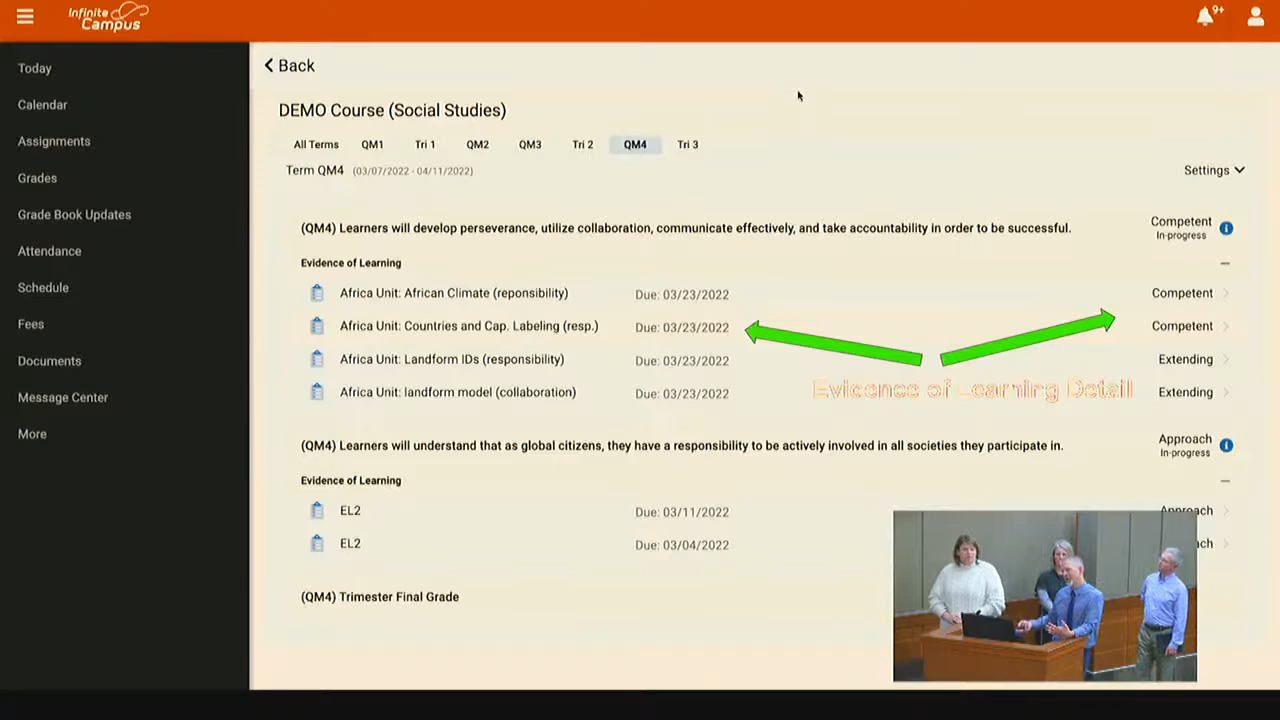 Infinite Campus
9+
Today
Calendar
Assignments
Grades
Grade Book Updates
Attendance
Schedule
Fees
Documents
Message Center
More
Back
DEMO Course (Social Studies)
All Terms QM1 Tri 1 QM2 QM3 Tri 2 QM4 Tri 3
Term QM4 (03/07/2022 - 04/11/2022) Settings
(QM4) Learners will develop perseverance, utilize collaboration, communicate effectively, and take accountability in order to be successful. Competent
In-progress
Evidence of Learning
Africa Unit: African Climate (reponsibility) Due: 03/23/2022 Competent
Africa Unit: Countries and Cap. Labeling (resp.) Due: 03/23/2022 Competent
Africa Unit: Landform IDs (responsibility) Due: 03/23/2022 Extending
Africa Unit: landform model (collaboration) Due: 03/23/2022 Extending
Evidence of Learning Detail
(QM4) Learners will understand that as global citizens, they have a responsibility to be actively involved in all societies they participate in. Approach
In-progress
Evidence of Learning
EL2 Due: 03/11/2022 Approach
EL2 Due: 03/04/2022 ch
(QM4) Trimester Final Grade